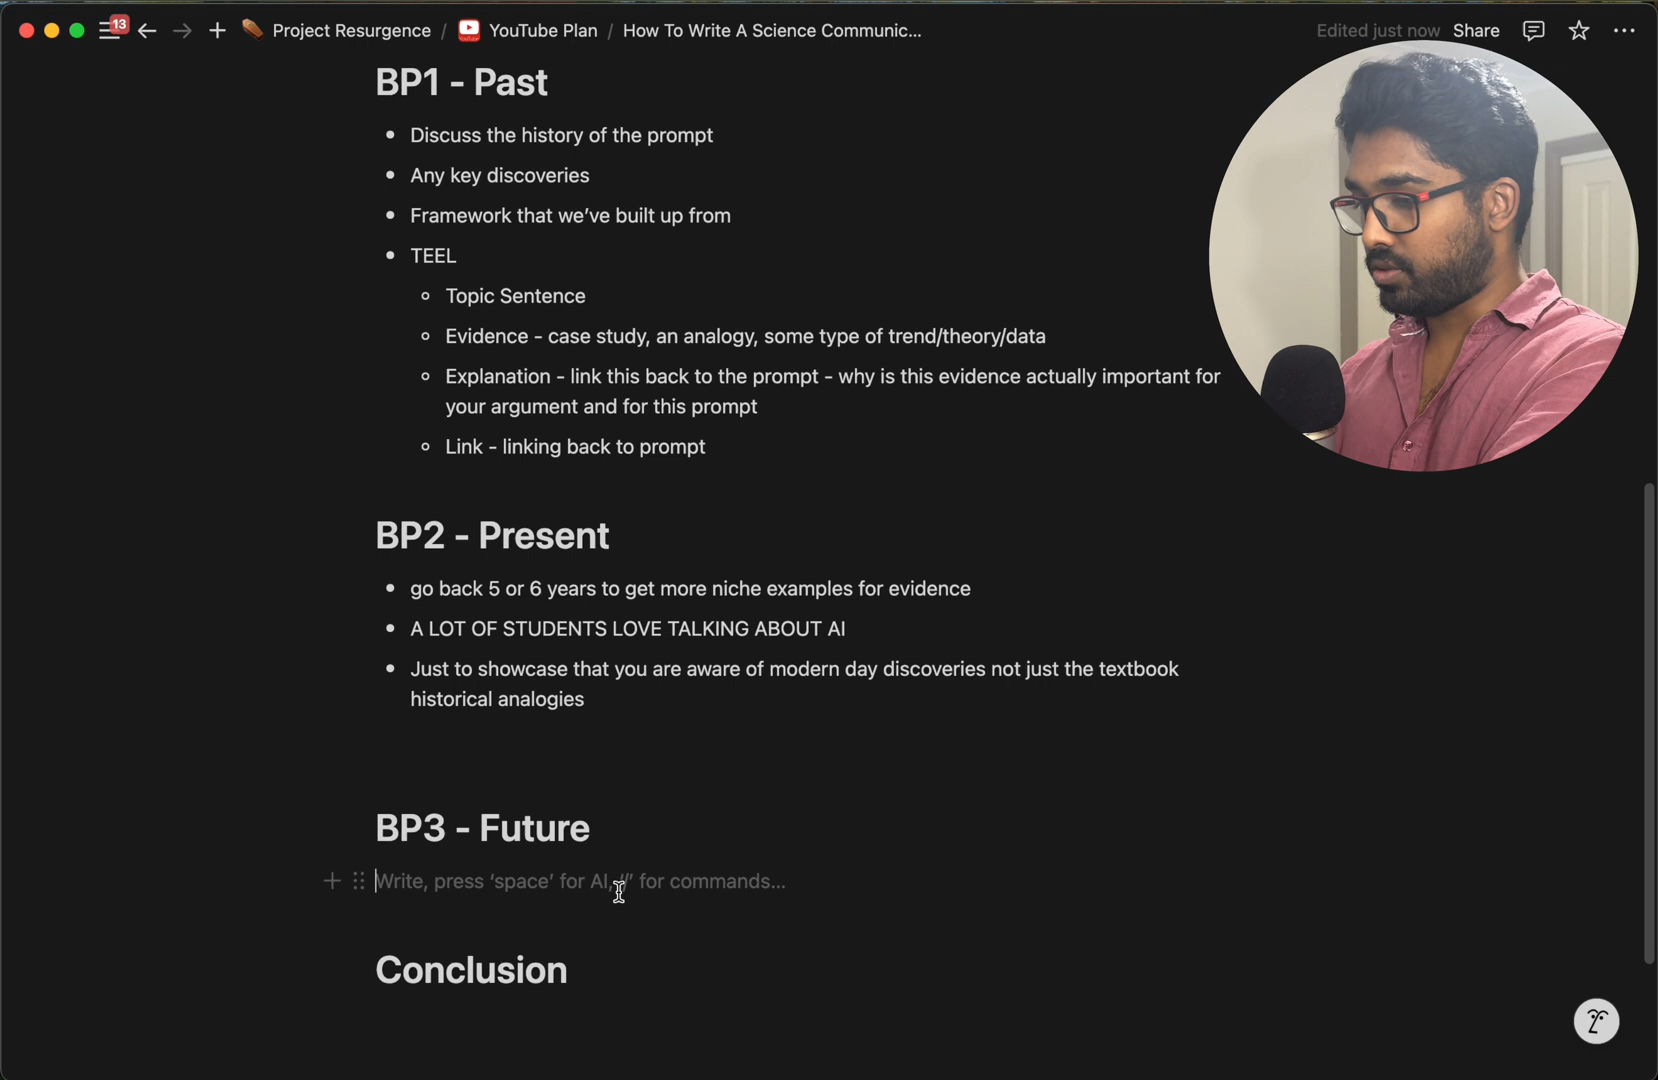 13
Project Resurgence / YouTube Plan / How To Write A Science Communic...
Edited just now Share
BP1 - Past
• Discuss the history of the prompt
• Any key discoveries
• Framework that we’ve built up from
• TEEL
◦ Topic Sentence
◦ Evidence - case study, an analogy, some type of trend/theory/data
◦ Explanation - link this back to the prompt - why is this evidence actually important for
your argument and for this prompt
◦ Link - linking back to prompt
BP2 - Present
• go back 5 or 6 years to get more niche examples for evidence
• A LOT OF STUDENTS LOVE TALKING ABOUT AI
• Just to showcase that you are aware of modern day discoveries not just the textbook
historical analogies
BP3 - Future
Write, press ‘space’ for AI, ‘/’ for commands...
Conclusion